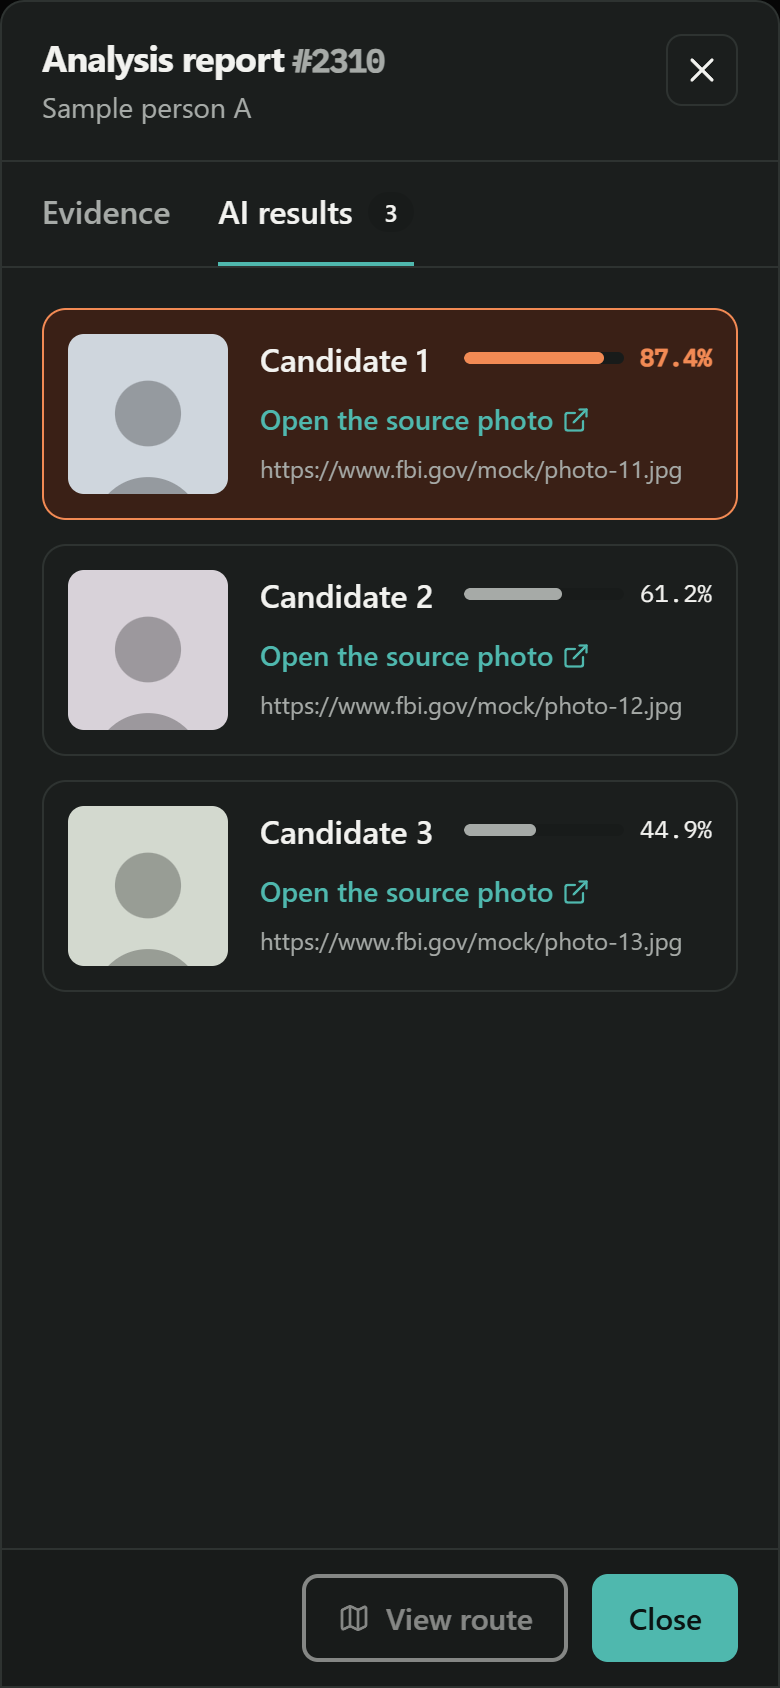 Analysis report #2310
Sample person A
Evidence
AI results 3
Candidate 1 87.4%
Open the source photo
https://www.fbi.gov/mock/photo-11.jpg
Candidate 2 61.2%
Open the source photo
https://www.fbi.gov/mock/photo-12.jpg
Candidate 3 44.9%
Open the source photo
https://www.fbi.gov/mock/photo-13.jpg
View route
Close